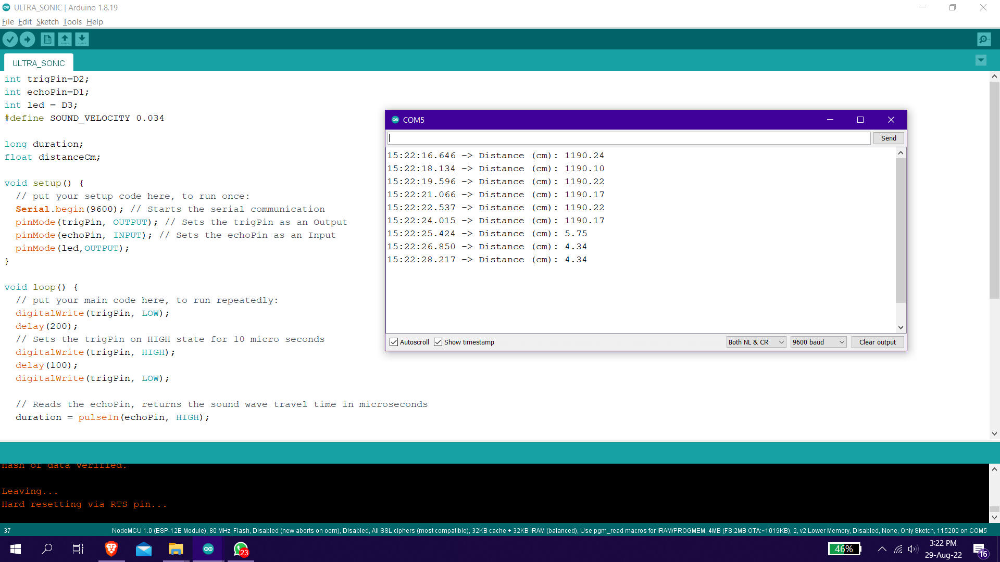 ULTRA_SONIC | Arduino 1.8.19
File Edit Sketch Tools Help
ULTRA_SONIC
int trigPin=D2;
int echoPin=D1;
int led = D3;
#define SOUND_VELOCITY 0.034
long duration;
float distanceCm;
void setup() {
// put your setup code here, to run once:
Serial.begin(9600); // Starts the serial communication
pinMode(trigPin, OUTPUT); // Sets the trigPin as an Output
pinMode(echoPin, INPUT); // Sets the echoPin as an Input
pinMode(led,OUTPUT);
}
void loop() {
// put your main code here, to run repeatedly:
digitalWrite(trigPin, LOW);
delay(200);
// Sets the trigPin on HIGH state for 10 micro seconds
digitalWrite(trigPin, HIGH);
delay(100);
digitalWrite(trigPin, LOW);
// Reads the echoPin, returns the sound wave travel time in microseconds
duration = pulseIn(echoPin, HIGH);
COM5
Send
15:22:16.646 -> Distance (cm): 1190.24
15:22:18.134 -> Distance (cm): 1190.10
15:22:19.596 -> Distance (cm): 1190.22
15:22:21.066 -> Distance (cm): 1190.17
15:22:22.537 -> Distance (cm): 1190.22
15:22:24.015 -> Distance (cm): 1190.17
15:22:25.424 -> Distance (cm): 5.75
15:22:26.850 -> Distance (cm): 4.34
15:22:28.217 -> Distance (cm): 4.34
Autoscroll Show timestamp Both NL & CR 9600 baud Clear output
Hash of data verified.
Leaving...
Hard resetting via RTS pin...
37 NodeMCU 1.0 (ESP-12E Module), 80 MHz, Flash, Disabled (new aborts on oom), Disabled, All SSL ciphers (most compatible), 32KB cache + 32KB IRAM (balanced), Use pgm_read macros for IRAM/PROGMEM, 4MB (FS:2MB OTA:~1019KB), 2, v2 Lower Memory, Disabled, None, Only Sketch, 115200 on COM5
23
46%
3:22 PM
29-Aug-22
16